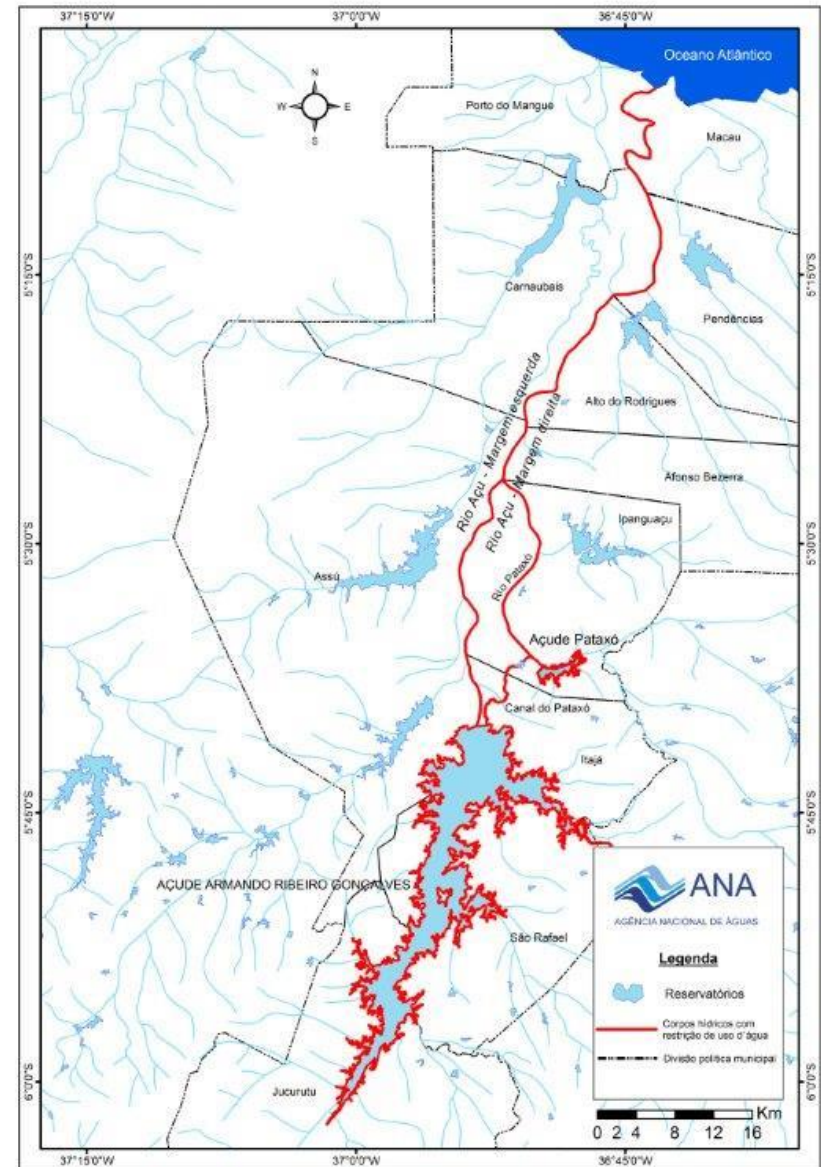 37°15'0"W
37°0'0"W
36°45'0"W
Oceano Atlântico
N
W
E
S
Porto do Mangue
Macau
5°15'0"S
5°15'0"S
Carnaubais
Pendências
Rio Açu - Margem esquerda
Rio Açu - Margem direita
Alto do Rodrigues
Afonso Bezerra
Ipanguaçu
5°30'0"S
5°30'0"S
Assú
Rio Pataxó
Açude Pataxó
Canal do Pataxó
Itajá
5°45'0"S
5°45'0"S
AÇUDE ARMANDO RIBEIRO GONÇALVES
São Rafael
ANA
AGÊNCIA NACIONAL DE ÁGUAS
Legenda
Reservatórios
Corpos hídricos com
restrição de uso d´água
Divisão política municipal
6°0'0"S
6°0'0"S
Jucurutu
Km
0 2 4 8 12 16
37°15'0"W
37°0'0"W
36°45'0"W